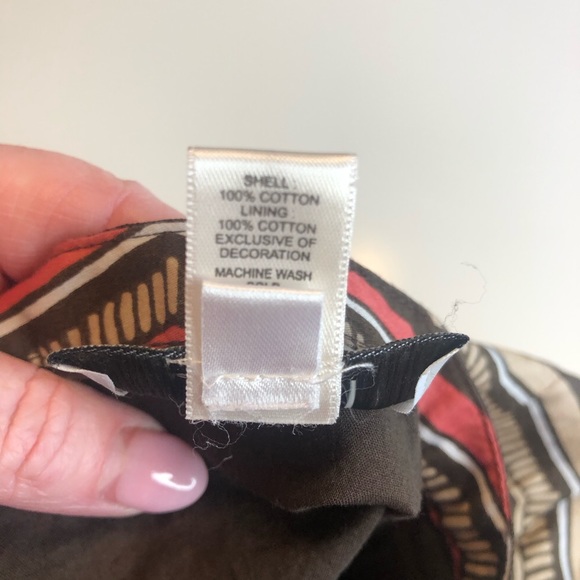 SHELL :
100% COTTON
LINING :
100% COTTON
EXCLUSIVE OF
DECORATION
MACHINE WASH